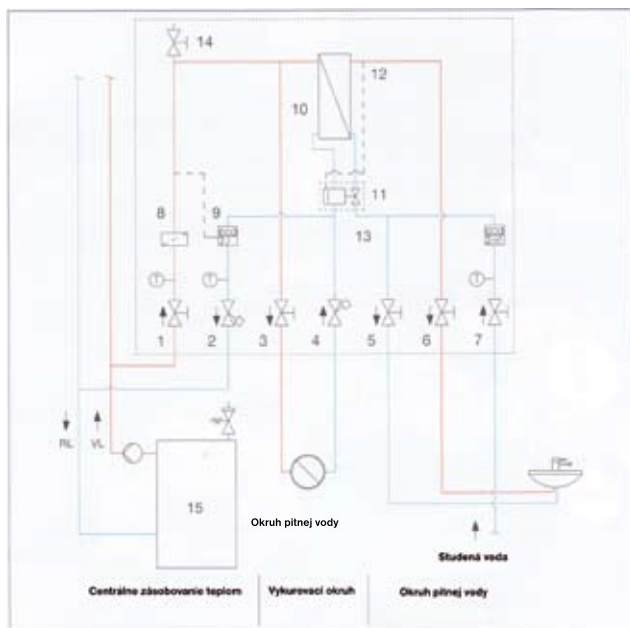 14
12
10
11
8
9
13
T
T
T
1
2
3
4
5
6
7
RL
VL
15
Okruh pitnej vody
Studená voda
Centrálne zásobovanie teplom
Vykurovací okruh
Okruh pitnej vody